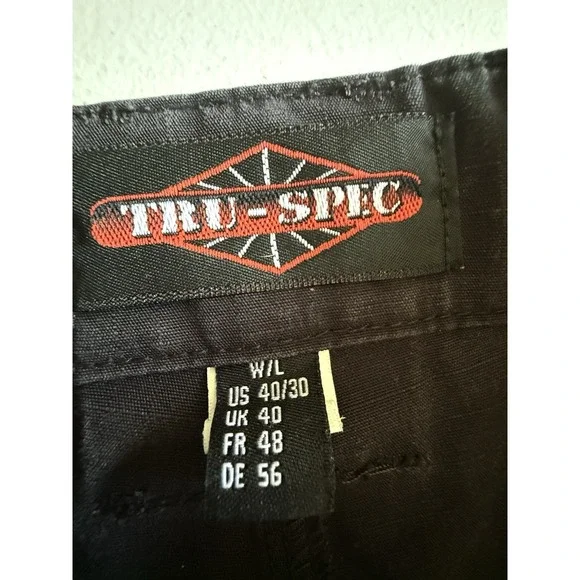 TRU-SPEC
W/L
US 40/30
UK 40
FR 48
DE 56